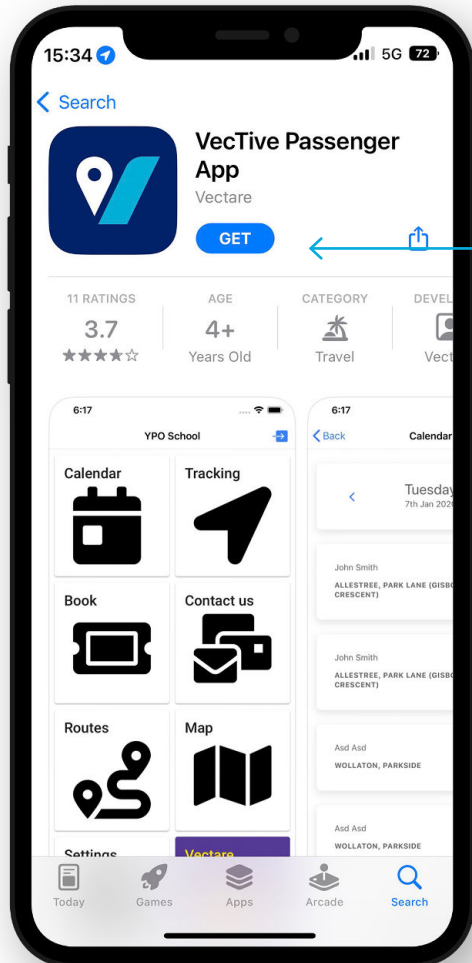 15:34
5G 72
Search
VecTive Passenger
App
Vectare
GET
11 RATINGS
AGE
CATEGORY
3.7
4+
Years Old
Travel
6:17
YPO School
Calendar
Tracking
Book
Contact us
Routes
Map
Settings
Vectare
6:17
Back
Calendar
Tuesday
7th Jan
John Smith
ALLESTREE, PARK LANE
CRESCENT)
John Smith
ALLESTREE, PARK LANE
CRESCENT)
Asd Asd
WOLLATON, PARKSIDE
Asd Asd
WOLLATON, PARKSIDE
Today
Games
Apps
Arcade
Search